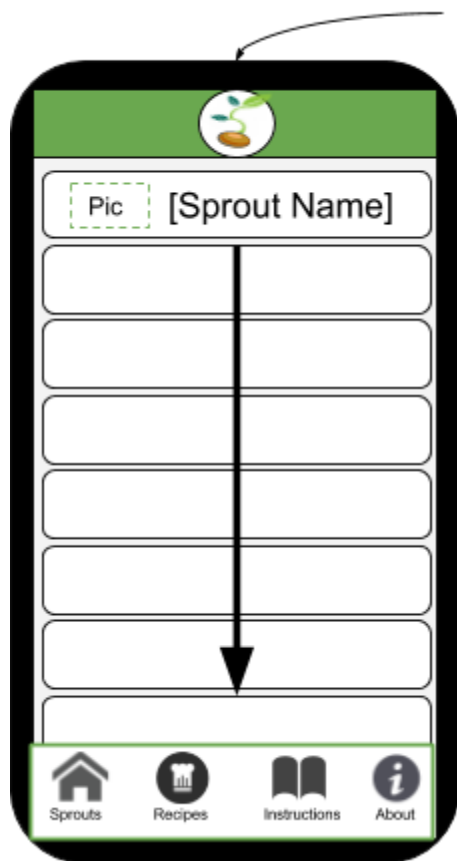 Pic
[Sprout Name]
Sprouts
Recipes
Instructions
About